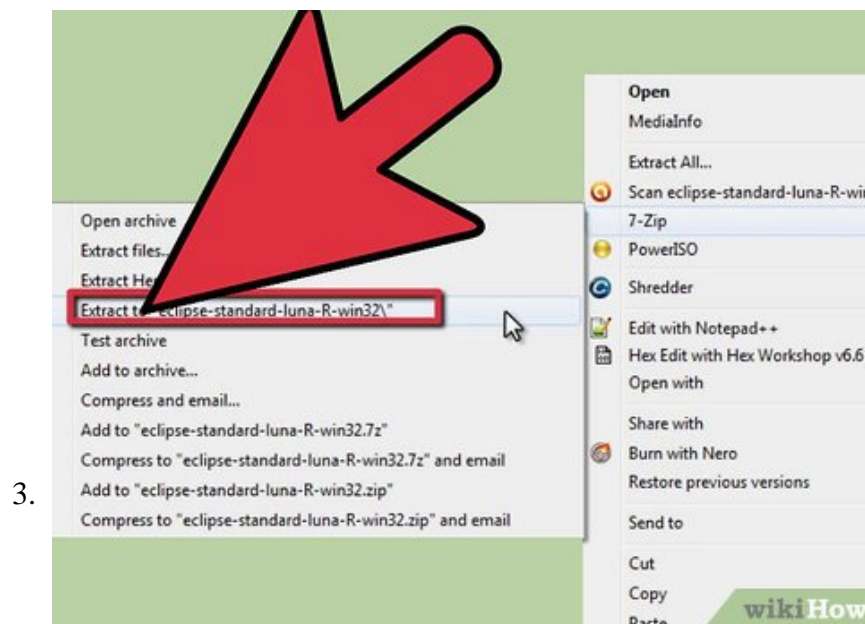 Open
MediaInfo
Extract All...
Scan eclipse-standard-luna-R-wi
7-Zip
PowerISO
Shredder
Edit with Notepad++
Hex Edit with Hex Workshop v6.6
Open with
Share with
Burn with Nero
Restore previous versions
Send to
Cut
Copy
Paste
Open archive
Extract files...
Extract He
Extract to "eclipse-standard-luna-R-win32\"
Test archive
Add to archive...
Compress and email...
Add to "eclipse-standard-luna-R-win32.7z"
Compress to "eclipse-standard-luna-R-win32.7z" and email
Add to "eclipse-standard-luna-R-win32.zip"
Compress to "eclipse-standard-luna-R-win32.zip" and email
3.
wikiHow